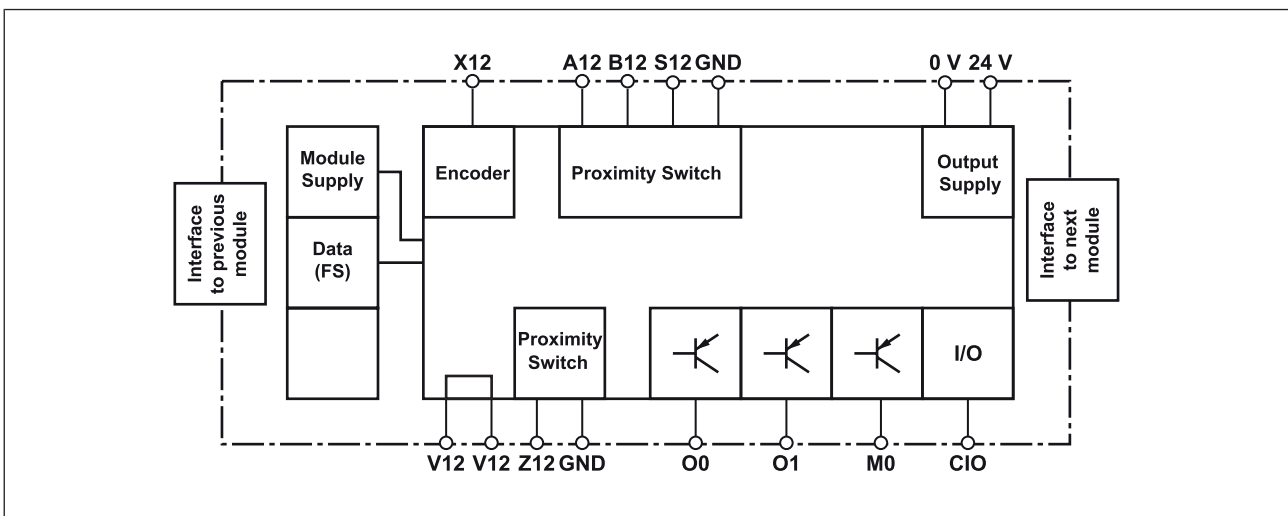 X12 A12 B12 S12 GND 0 V 24 V
Module
Supply
Encoder
Proximity Switch
Output
Supply
Interface
to previous
module
Data
(FS)
Interface
to next
module
Proximity
Switch
I/O
V12 V12 Z12 GND O0 O1 M0 CIO